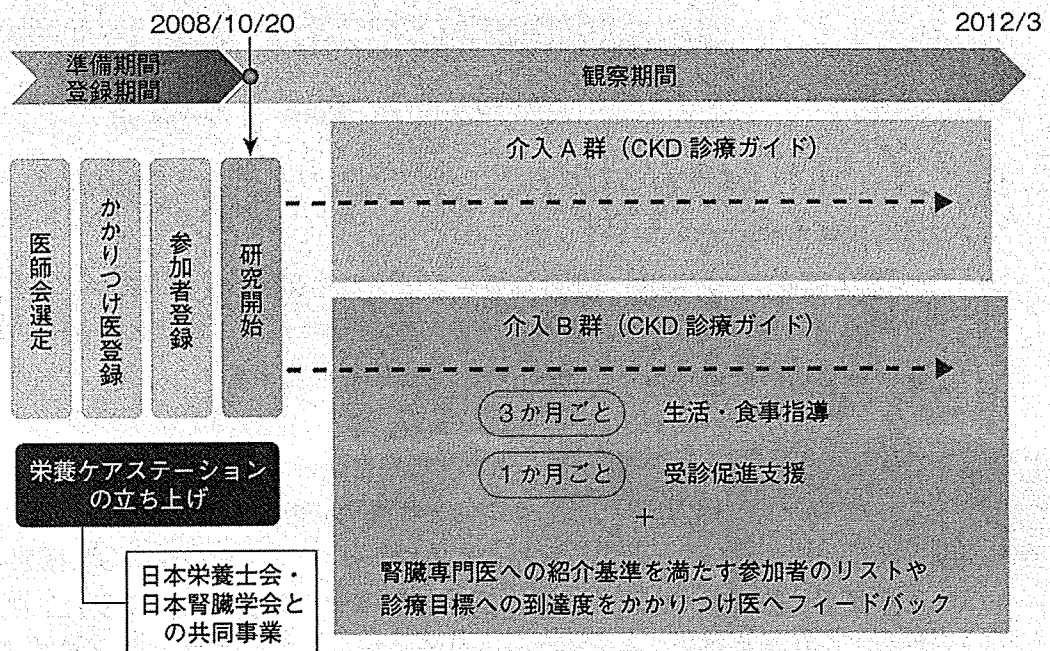 2008/10/20
2012/3
準備期間
登録期間
観察期間
医師会選定
かかりつけ医登録
参加者登録
研究開始
介入A群（CKD診療ガイド）
介入B群（CKD診療ガイド）
3か月ごと 生活・食事指導
1か月ごと 受診促進支援
+
腎臓専門医への紹介基準を満たす参加者のリストや
診療目標への到達度をかかりつけ医へフィードバック
栄養ケアステーション
の立ち上げ
日本栄養士会・
日本腎臓学会と
の共同事業